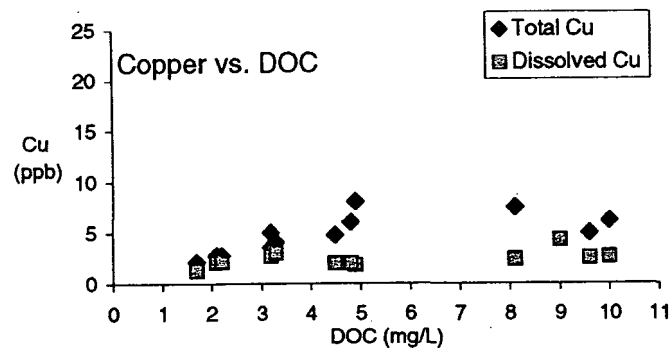 Copper vs. DOC
Total Cu
Dissolved Cu
25
20
15
10
5
0
Cu
(ppb)
0 1 2 3 4 5 6 7 8 9 10 11
DOC (mg/L)